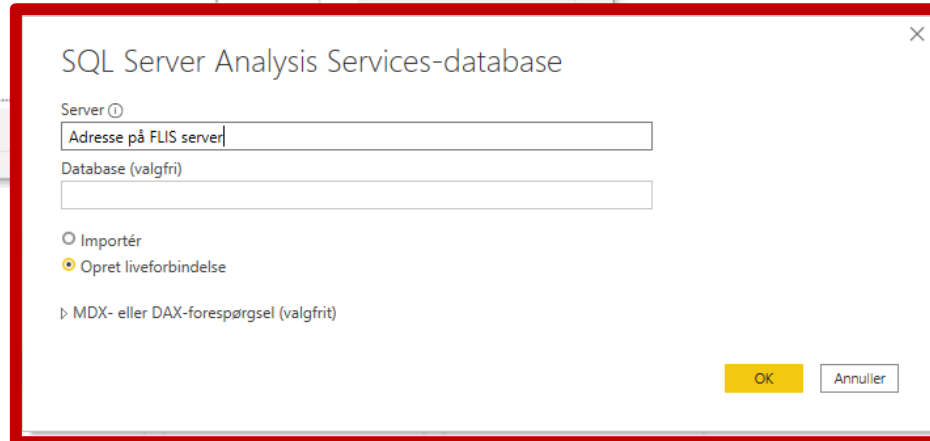 SQL Server Analysis Services-database
Server
Adresse på FLIS server
Database (valgfri)
Importér
Opret liveforbindelse
MDX- eller DAX-forespørgsel (valgfrit)
OK Annuller